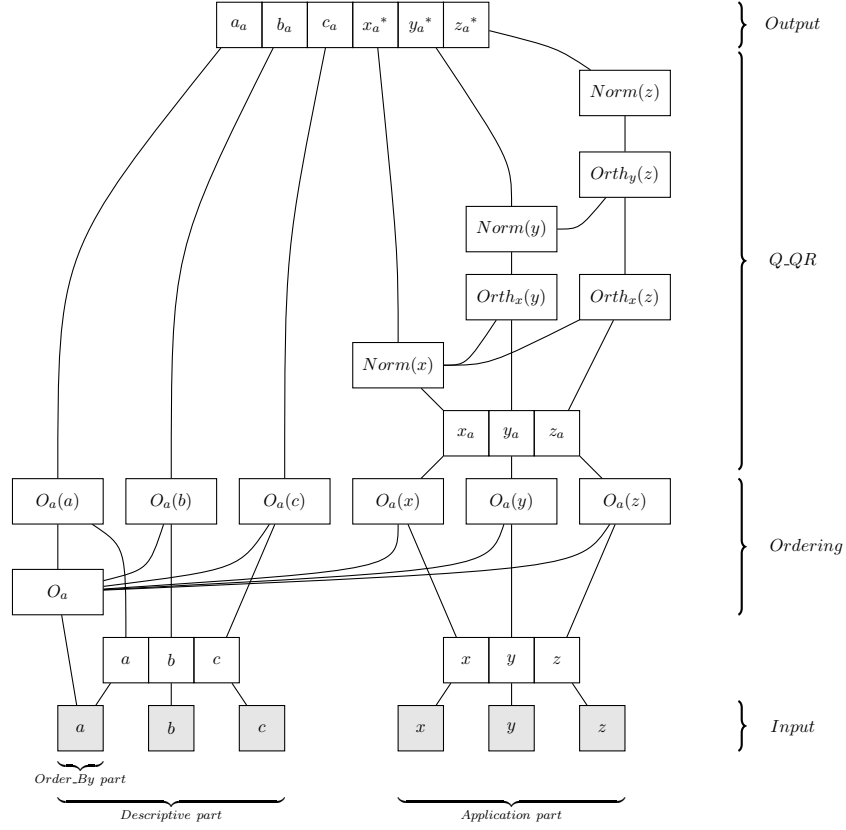 a_a b_a c_a x_a* y_a* z_a* Output
Norm(z)
Orth_y(z)
Norm(y)
Q_QR
Orth_x(y) Orth_x(z)
Norm(x)
x_a y_a z_a
O_a(a) O_a(b) O_a(c) O_a(x) O_a(y) O_a(z)
Ordering
O_a
a b c x y z
a b c x y z Input
Order_By part
Descriptive part Application part